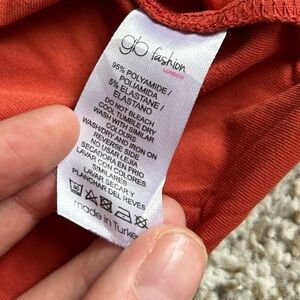 gb fashion
LONDON
95% POLYAMIDE /
POLIAMIDA
5% ELASTANE /
ELASTANO
DO NOT BLEACH
COOL TUMBLE DRY
WASH WITH SIMILAR
COLOURS
WASH/DRY AND IRON ON
REVERSE SIDE
NO USAR LEJIA
SECADORA EN FRIO
LAVAR CON COLORES
SIMILARES
LAVAR SECAR Y
PLANCHAR DEL REVÉS
made in Turkey